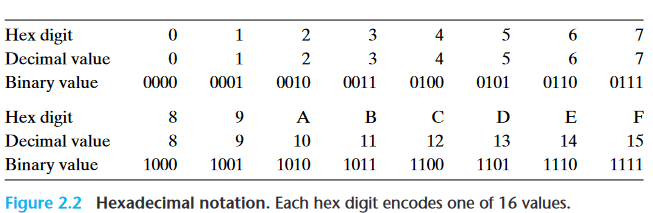 Hex digit 0 1 2 3 4 5 6 7
Decimal value 0 1 2 3 4 5 6 7
Binary value 0000 0001 0010 0011 0100 0101 0110 0111
Hex digit 8 9 A B C D E F
Decimal value 8 9 10 11 12 13 14 15
Binary value 1000 1001 1010 1011 1100 1101 1110 1111
Figure 2.2 Hexadecimal notation. Each hex digit encodes one of 16 values.